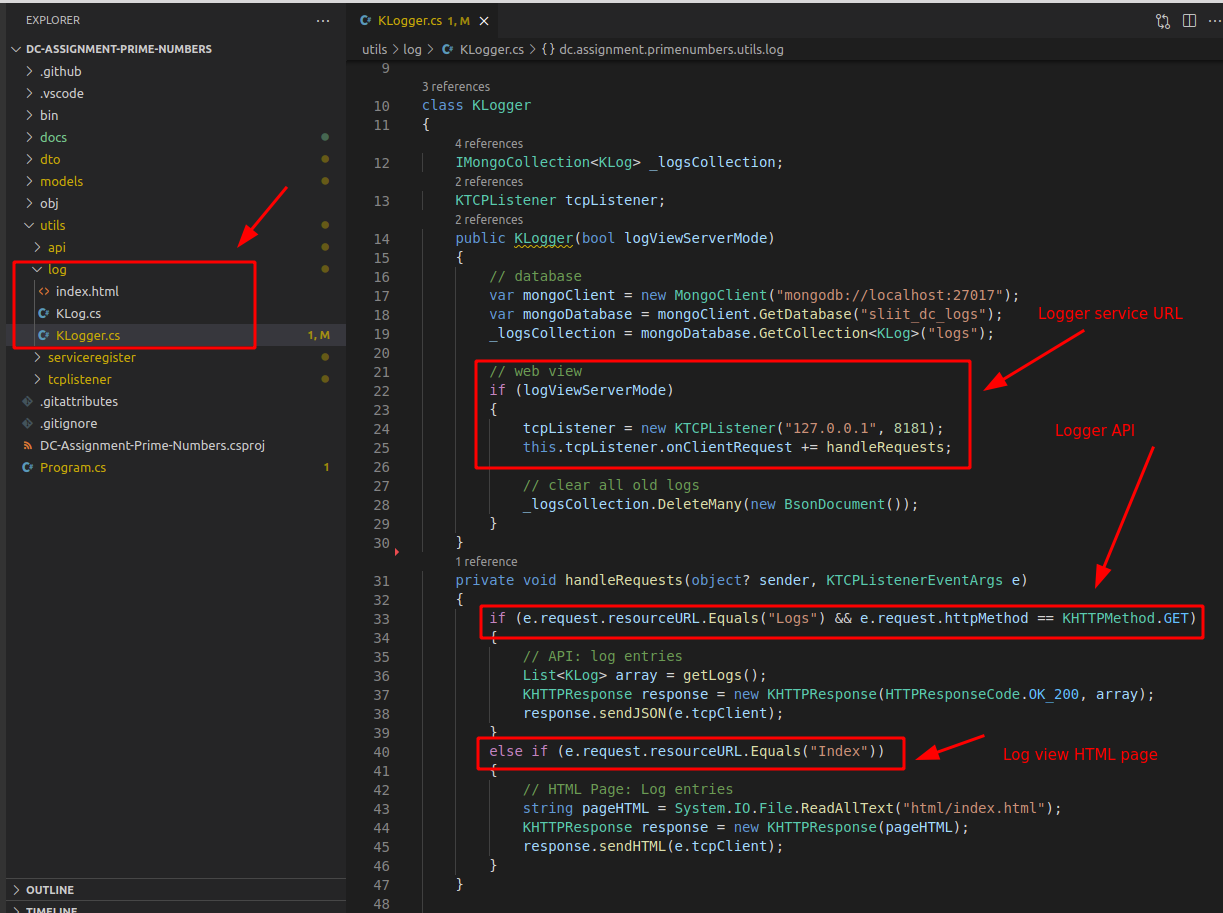 EXPLORER
···
DC-ASSIGNMENT-PRIME-NUMBERS
.github
.vscode
bin
docs
dto
models
obj
utils
api
log
index.html
KLog.cs
KLogger.cs 1, M
serviceregister
tcplistener
.gitattributes
.gitignore
DC-Assignment-Prime-Numbers.csproj
Program.cs 1
OUTLINE
TIMELINE
KLogger.cs 1, M
utils > log > KLogger.cs > {} dc.assignment.primenumbers.utils.log
9
3 references
10 class KLogger
11 {
4 references
12 IMongoCollection<KLog> _logsCollection;
2 references
13 KTCPListener tcpListener;
2 references
14 public KLogger(bool logViewServerMode)
15 {
16 // database
17 var mongoClient = new MongoClient("mongodb://localhost:27017");
18 var mongoDatabase = mongoClient.GetDatabase("sliit_dc_logs");
19 _logsCollection = mongoDatabase.GetCollection<KLog>("logs");
20
21 // web view
22 if (logViewServerMode)
23 {
24 tcpListener = new KTCPListener("127.0.0.1", 8181);
25 this.tcpListener.onClientRequest += handleRequests;
26
27 // clear all old logs
28 _logsCollection.DeleteMany(new BsonDocument());
29 }
30 }
1 reference
31 private void handleRequests(object? sender, KTCPListenerEventArgs e)
32 {
33 if (e.request.resourceURL.Equals("Logs") && e.request.httpMethod == KHTTPMethod.GET)
34 {
35 // API: log entries
36 List<KLog> array = getLogs();
37 KHTTPResponse response = new KHTTPResponse(HTTPResponseCode.OK_200, array);
38 response.sendJSON(e.tcpClient);
39 }
40 else if (e.request.resourceURL.Equals("Index"))
41 {
42 // HTML Page: Log entries
43 string pageHTML = System.IO.File.ReadAllText("html/index.html");
44 KHTTPResponse response = new KHTTPResponse(pageHTML);
45 response.sendHTML(e.tcpClient);
46 }
47 }
48
Logger service URL
Logger API
Log view HTML page